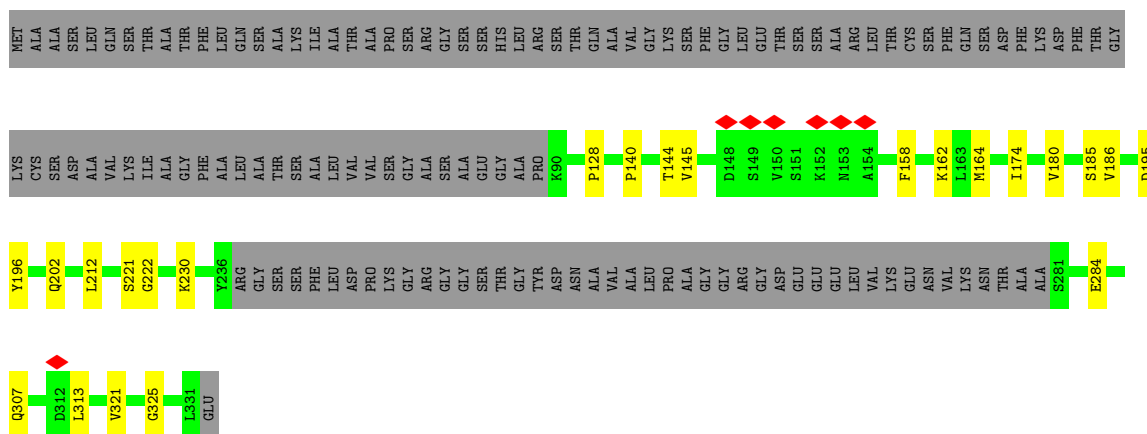 MET ALA ALA SER LEU GLN SER THR ALA THR PHE LEU GLN SER ALA LYS ILE ALA THR ALA PRO SER ARG GLY SER SER HIS LEU ARG SER THR GLN ALA VAL GLY LYS SER PHE GLY LEU GLU THR SER SER ALA ARG LEU THR CYS SER PHE GLN SER ASP PHE LYS ASP PHE THR GLY
LYS CYS SER ASP ALA VAL LYS ILE ALA GLY PHE ALA LEU ALA THR SER ALA LEU VAL VAL SER GLY ALA SER ALA GLU GLY ALA PRO K90 P128 P140 T144 V145 D148 S149 V150 S151 K152 N153 A154 F158 K162 L163 M164 I174 V180 S185 V186 D195
Y196 Q202 L212 S221 G222 K230 Y236 ARG GLY SER SER PHE LEU ASP PRO LYS GLY ARG GLY GLY SER THR GLY TYR ASP ASN ALA VAL ALA LEU PRO ALA GLY GLY ARG GLY ASP GLU GLU GLU LEU VAL LYS GLU ASN VAL LYS ASN THR ALA ALA S281 E284
Q307 D312 L313 V321 G325 L331 GLU